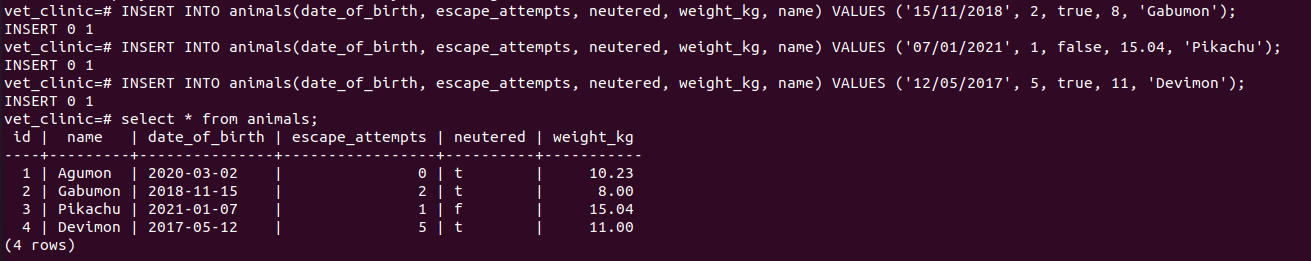 vet_clinic=# INSERT INTO animals(date_of_birth, escape_attempts, neutered, weight_kg, name) VALUES ('15/11/2018', 2, true, 8, 'Gabumon');
INSERT 0 1
vet_clinic=# INSERT INTO animals(date_of_birth, escape_attempts, neutered, weight_kg, name) VALUES ('07/01/2021', 1, false, 15.04, 'Pikachu');
INSERT 0 1
vet_clinic=# INSERT INTO animals(date_of_birth, escape_attempts, neutered, weight_kg, name) VALUES ('12/05/2017', 5, true, 11, 'Devimon');
INSERT 0 1
vet_clinic=# select * from animals;
 id |  name   | date_of_birth | escape_attempts | neutered | weight_kg
----+---------+---------------+-----------------+----------+-----------
  1 | Agumon  | 2020-03-02    |               0 | t        |     10.23
  2 | Gabumon | 2018-11-15    |               2 | t        |      8.00
  3 | Pikachu | 2021-01-07    |               1 | f        |     15.04
  4 | Devimon | 2017-05-12    |               5 | t        |     11.00
(4 rows)